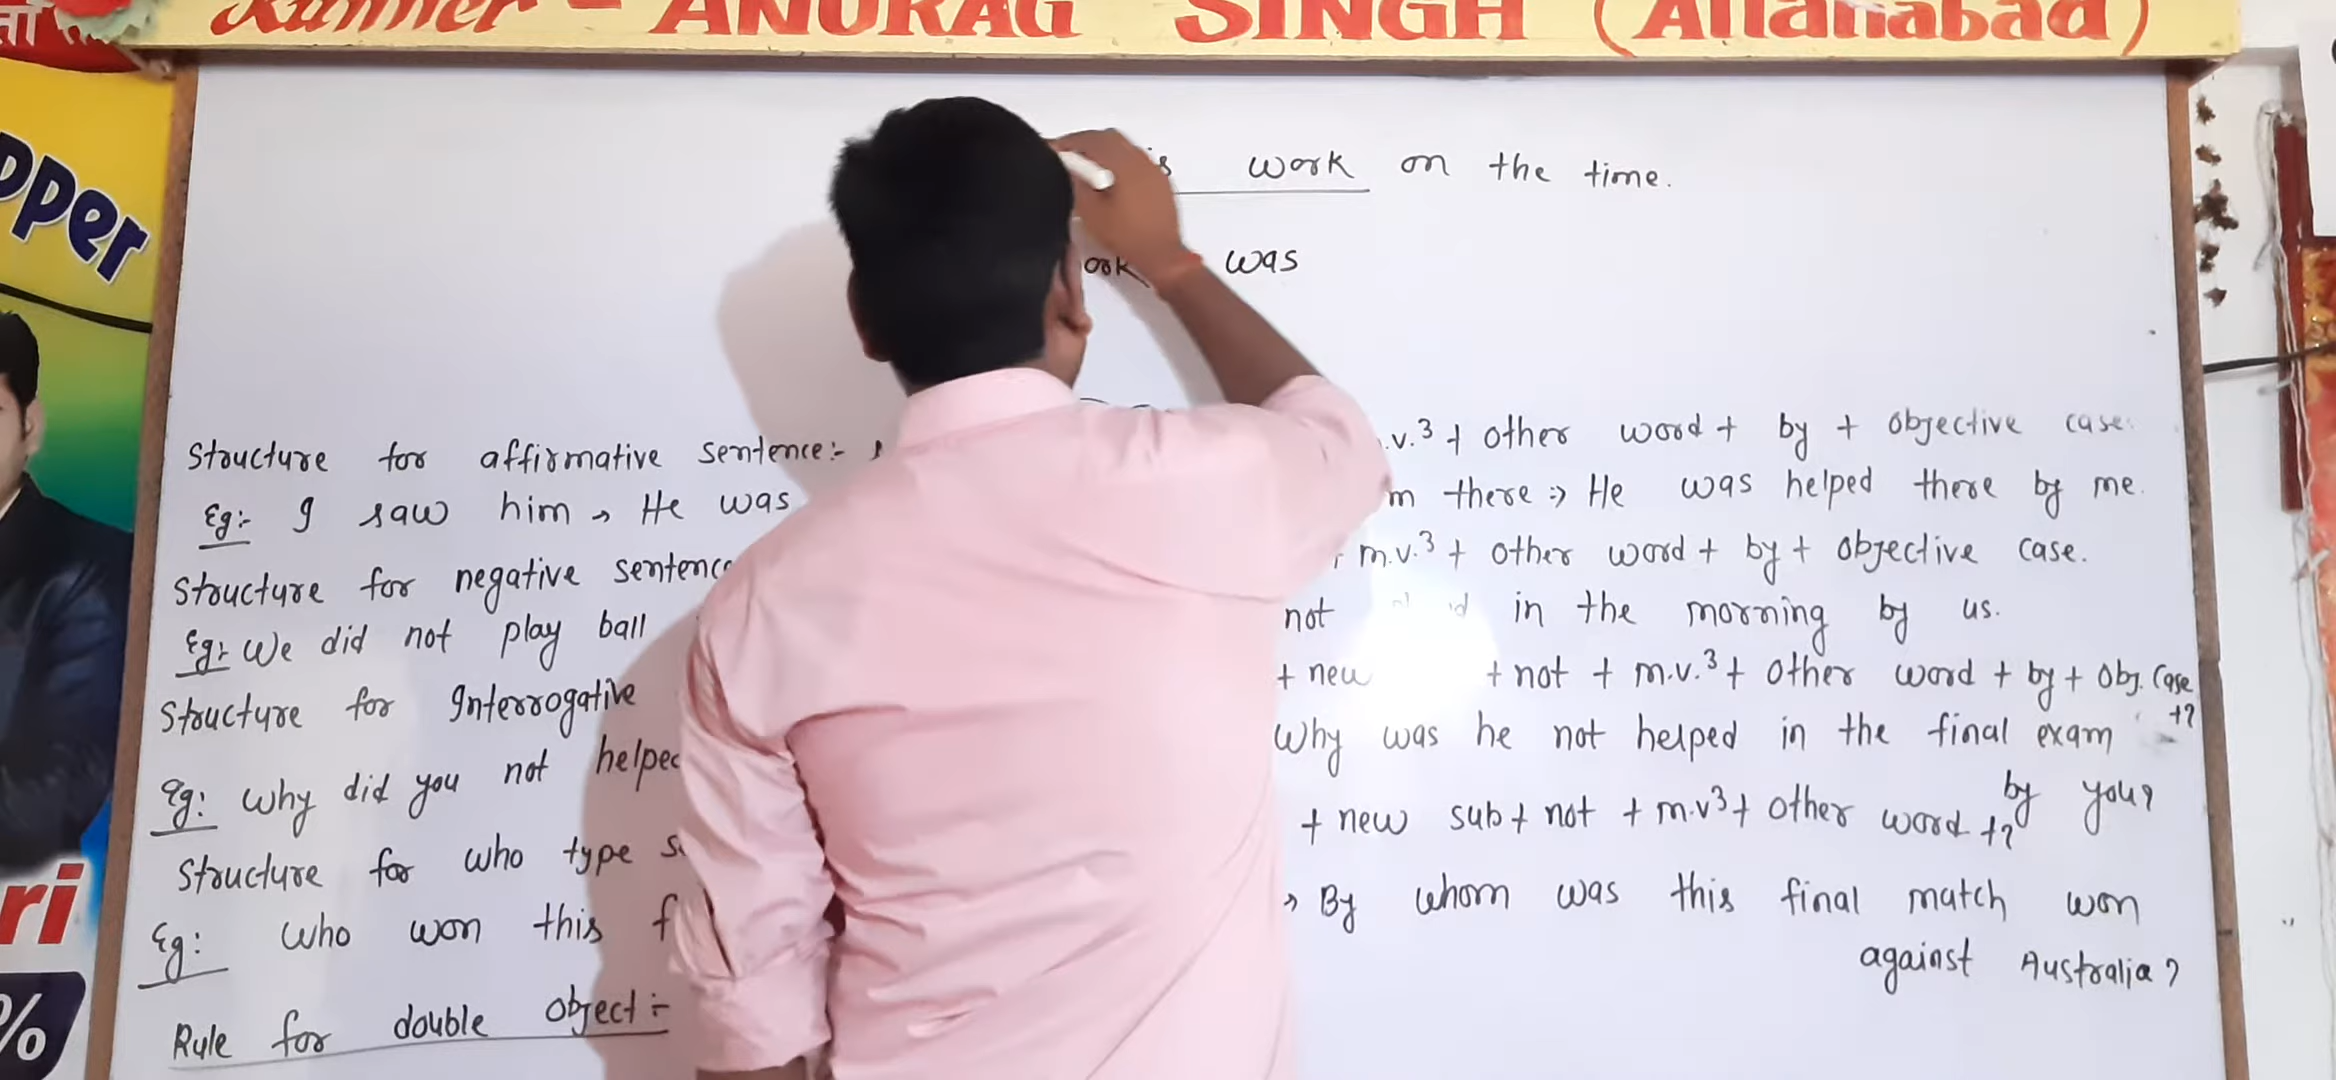 Runner - ANURAG SINGH (Allahabad)
pper
work on the time.
was
Structure for affirmative sentence:- .v.³ + other word + by + objective case.
Eg:- I saw him → He was there :→ He was helped there by me.
Structure for negative sentence m.v.³ + other word + by + objective case.
Eg:- We did not play ball not in the morning by us.
Structure for Interrogative + new + not + m.v.³ + other word + by + obj. case +?
Eg: Why did you not helped Why was he not helped in the final exam by you?
Structure for who type + new sub + not + m.v³ + other word +?
Eg: Who won this → By whom was this final match won against Australia?
Rule for double object:-
ri
%